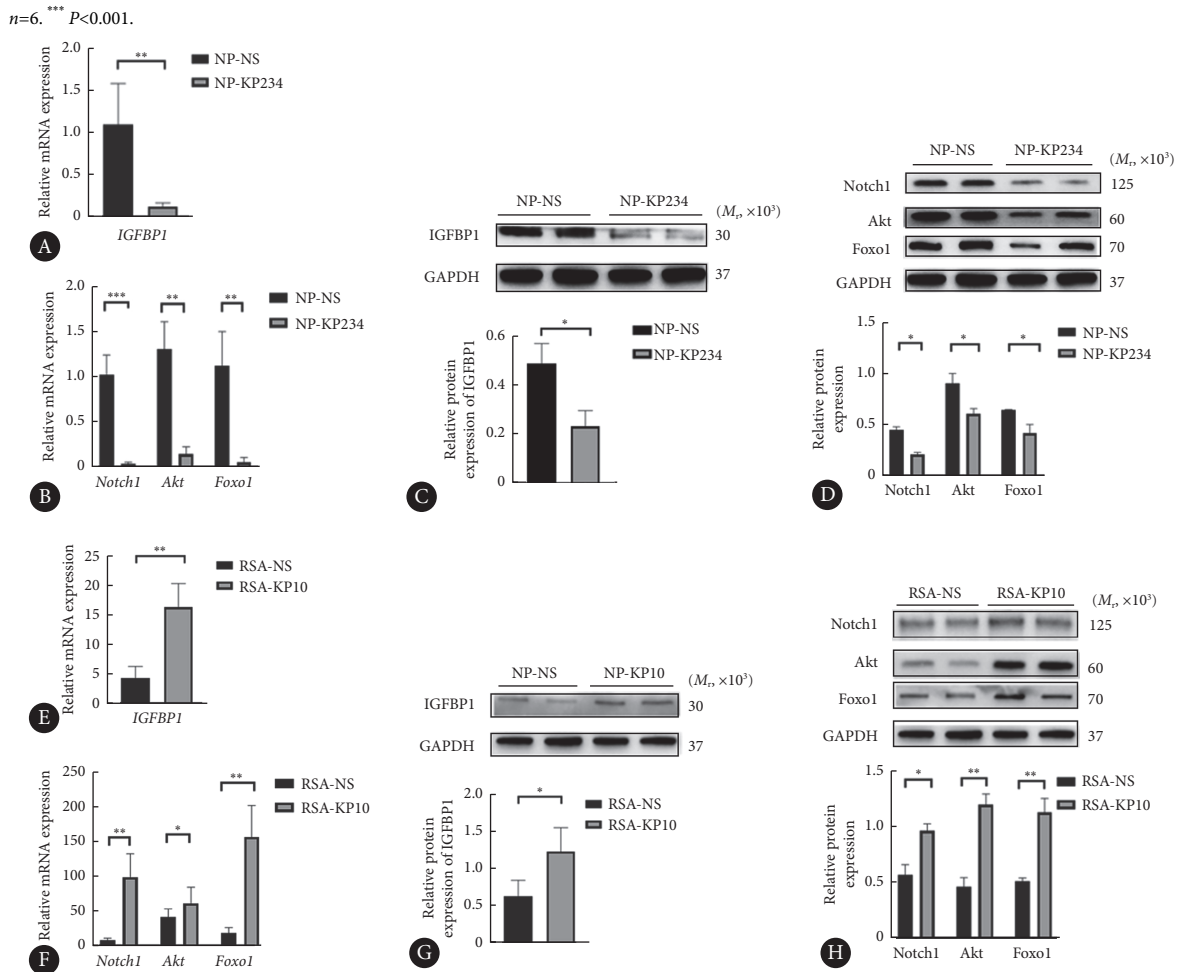 n=6. *** P<0.001.
2.0
1.5
1.0
0.5
0
Relative mRNA expression
**
NP-NS
NP-KP234
IGFBP1
A
2.0
1.5
1.0
0.5
0
Relative mRNA expression
***
**
**
NP-NS
NP-KP234
Notch1 Akt Foxo1
B
NP-NS NP-KP234
(Mr, ×10³)
IGFBP1 30
GAPDH 37
0.6
0.4
0.2
0
Relative protein
expression of IGFBP1
*
NP-NS
NP-KP234
C
NP-NS NP-KP234
(Mr, ×10³)
Notch1 125
Akt 60
Foxo1 70
GAPDH 37
1.5
1.0
0.5
0
Relative protein
expression
*
*
*
NP-NS
NP-KP234
Notch1 Akt Foxo1
D
25
20
15
10
5
0
Relative mRNA expression
**
RSA-NS
RSA-KP10
IGFBP1
E
250
200
150
100
50
0
Relative mRNA expression
**
*
**
RSA-NS
RSA-KP10
Notch1 Akt Foxo1
F
NP-NS NP-KP10
(Mr, ×10³)
IGFBP1 30
GAPDH 37
2.0
1.5
1.0
0.5
0
Relative protein
expression of IGFBP1
*
RSA-NS
RSA-KP10
G
RSA-NS RSA-KP10
(Mr, ×10³)
Notch1 125
Akt 60
Foxo1 70
GAPDH 37
1.5
1.0
0.5
0
Relative protein
expression
*
**
**
RSA-NS
RSA-KP10
Notch1 Akt Foxo1
H